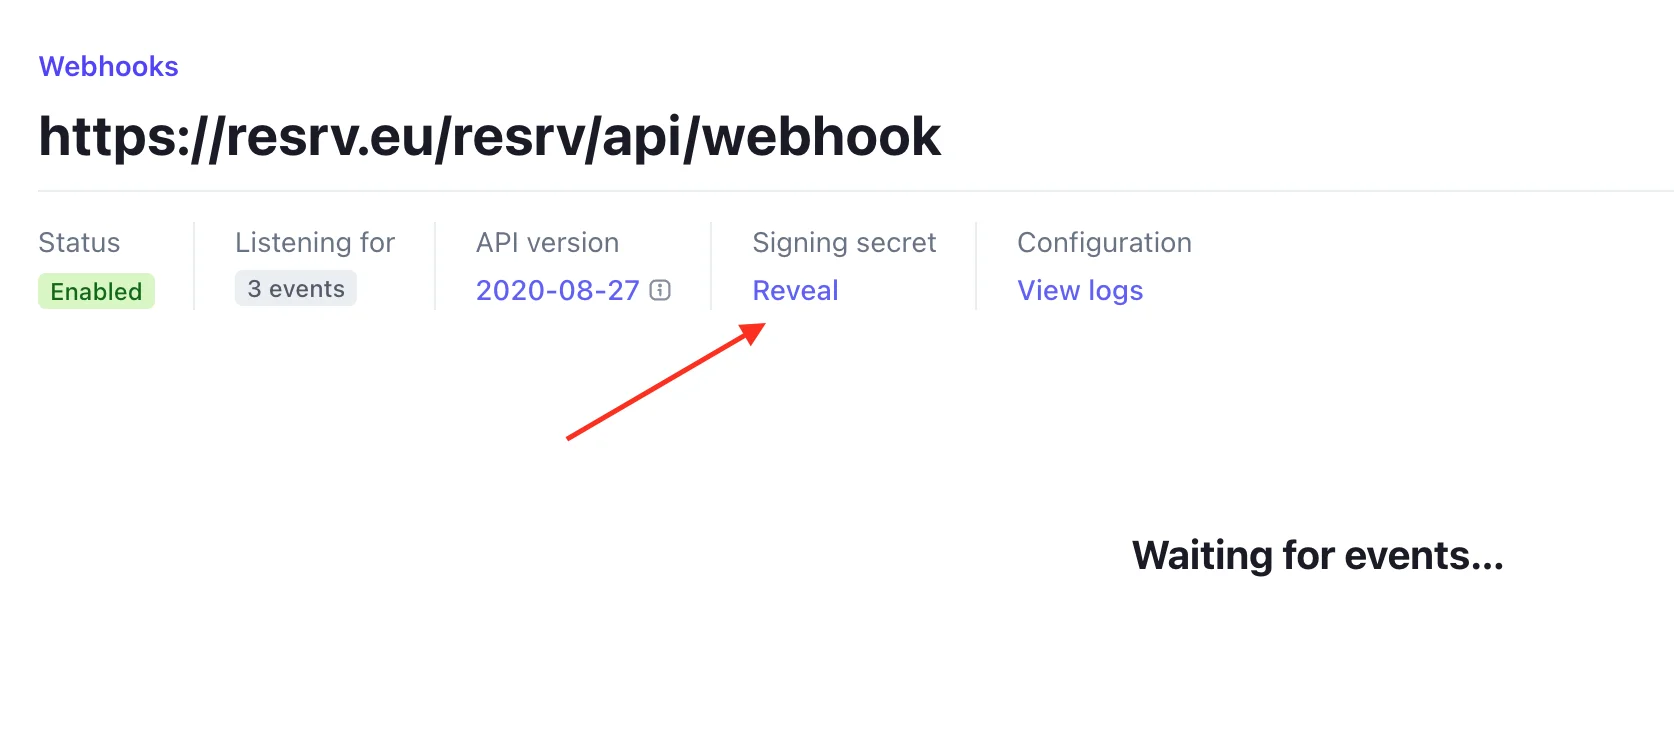 Webhooks
https://resrv.eu/resrv/api/webhook
Status
Enabled
Listening for
3 events
API version
2020-08-27
Signing secret
Reveal
Configuration
View logs
Waiting for events...